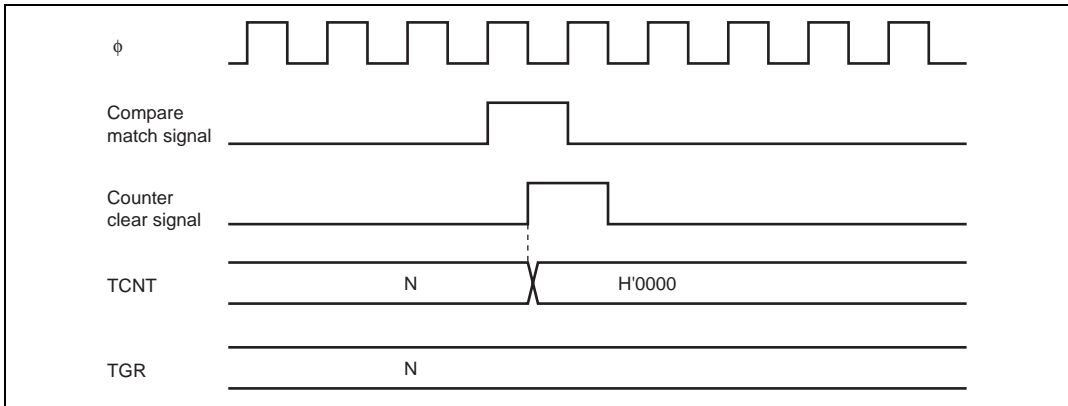 ϕ
Compare
match signal
Counter
clear signal
TCNT N H'0000
TGR N